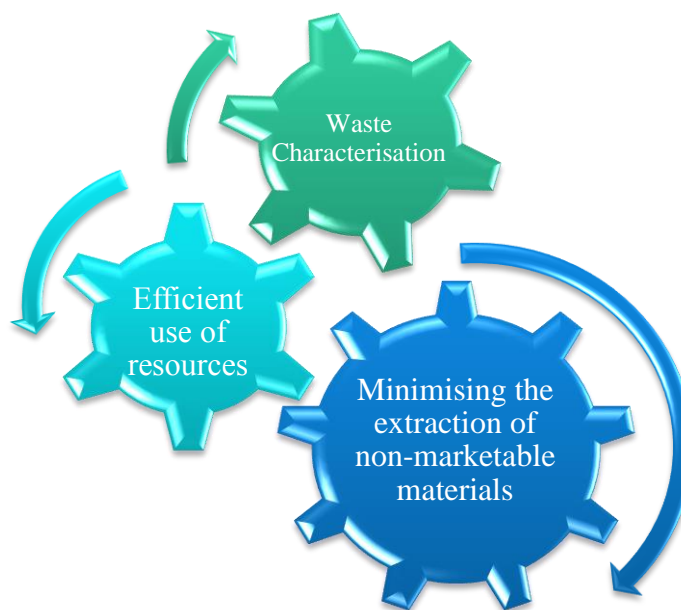 Waste
Characterisation
Efficient
use of
resources
Minimising the
extraction of
non-marketable
materials